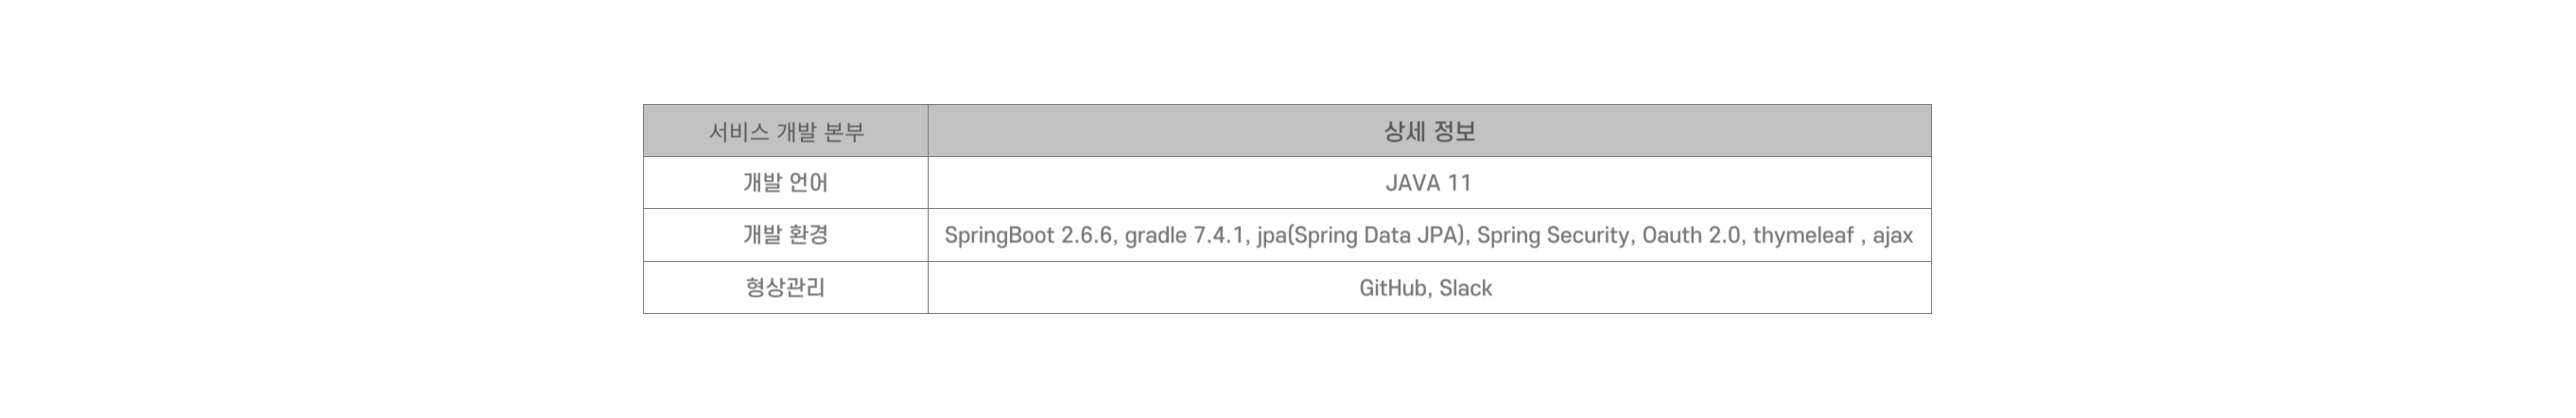 서비스 개발 본부 상세 정보
개발 언어 JAVA 11
개발 환경 SpringBoot 2.6.6, gradle 7.4.1, jpa(Spring Data JPA), Spring Security, Oauth 2.0, thymeleaf , ajax
형상관리 GitHub, Slack